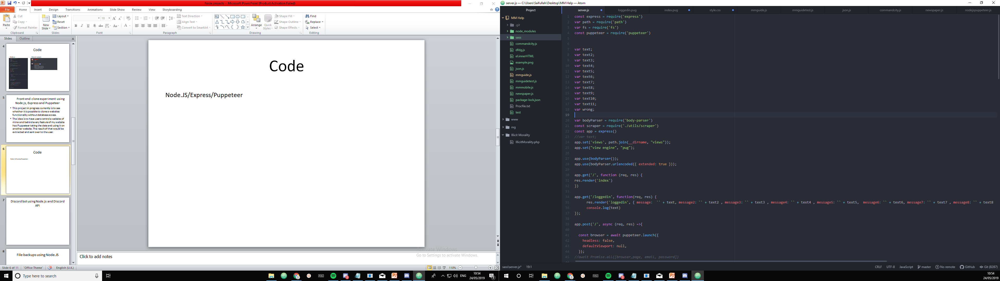 Node projects - Microsoft PowerPoint (Product Activation Failed)
File Home Insert Design Transitions Animations Slide Show Review View Storyboarding
Paste Cut Copy Format Painter
New Slide Layout Reset Section
18
B I U S abc AV Aa A
Text Direction Align Text Convert to SmartArt
Arrange Quick Styles Shape Fill Shape Outline Shape Effects
Find Replace Select
Clipboard Slides Font Paragraph Drawing Editing
Slides Outline
4
Code
5
Front-end clone experiment using
Node.js, Express and Puppeteer
• This project in progress currently is to see
whether it is possible to clone a websites
functionality without database access.
• The idea is to have users control a website of
mine and behind every feature of my website
has Puppeteer taking the data and using it on
another website. The result of that would be
extracted and sent over to the user.
6
Code
Node.JS/Express/Puppeteer
7
Discord bot using Node.js and Discord
API
8
File backups using Node.JS
Code
Node.JS/Express/Puppeteer
Click to add notes
Activate Windows
Go to Settings to activate Windows.
Slide 6 of 11 "Office Theme" English (U.K.) 110%
Type here to search
ENG
10:54
24/05/2019
5
server.js — C:\Users\Saifullah\Desktop\MM Help — Atom
Project
MM Help
.git
node_modules
sass
commandcity.js
dfdg.js
el.innerHTML
example.png
json.js
mmguide.js
mmguidetest.js
mmmobile.js
newspaper.js
package-lock.json
Procfile.txt
test
www
mg
Illicit Morality
IllicitMorality.php
server.js loggedin.pug index.pug style.css mmguide.js mmguidetest.js json.js commandcity.js newspaper.js nodejspuppeteer.js
1 const express = require('express')
2 var path = require('path')
3 var fs = require('fs')
4 const puppeteer = require('puppeteer')
5
6
7 var text;
8 var text2;
9 var text3;
10 var text4;
11 var text5;
12 var text6;
13 var text7;
14 var text8;
15 var text9;
16 var text10;
17 var text11;
18 var wrong;
19
20 var bodyParser = require('body-parser')
21 const scraper = require('./utils/scraper')
22 const app = express()
23 //var text;
24 app.set('views', path.join(__dirname, "views"));
25 app.set("view engine", "pug");
26
27 app.use(bodyParser());
28 app.use(bodyParser.urlencoded({ extended: true }));
29
30 app.get('/', function (req, res) {
31 res.render('index')
32 })
33
34 app.get('/loggedin', function(req, res) {
35 res.render('loggedin', { message: `` + text, message2: `` + text2 , message3: `` + text3 , message4: `` + text4 , message5: `` + text5, message6: `` + text6, message7: `` + text7 , message8: `` + text8
36 console.log(text)
37 });
38
39 app.post('/', async (req, res) =>{
40
41 const browser = await puppeteer.launch({
42 headless: false,
43 defaultViewport: null,
44 });
45 //await Promise.all([browser,page, email, password])
sass\server.js* 19:1 CRLF UTF-8 JavaScript master No remote GitHub Git (8287)
10:54
24/05/2019